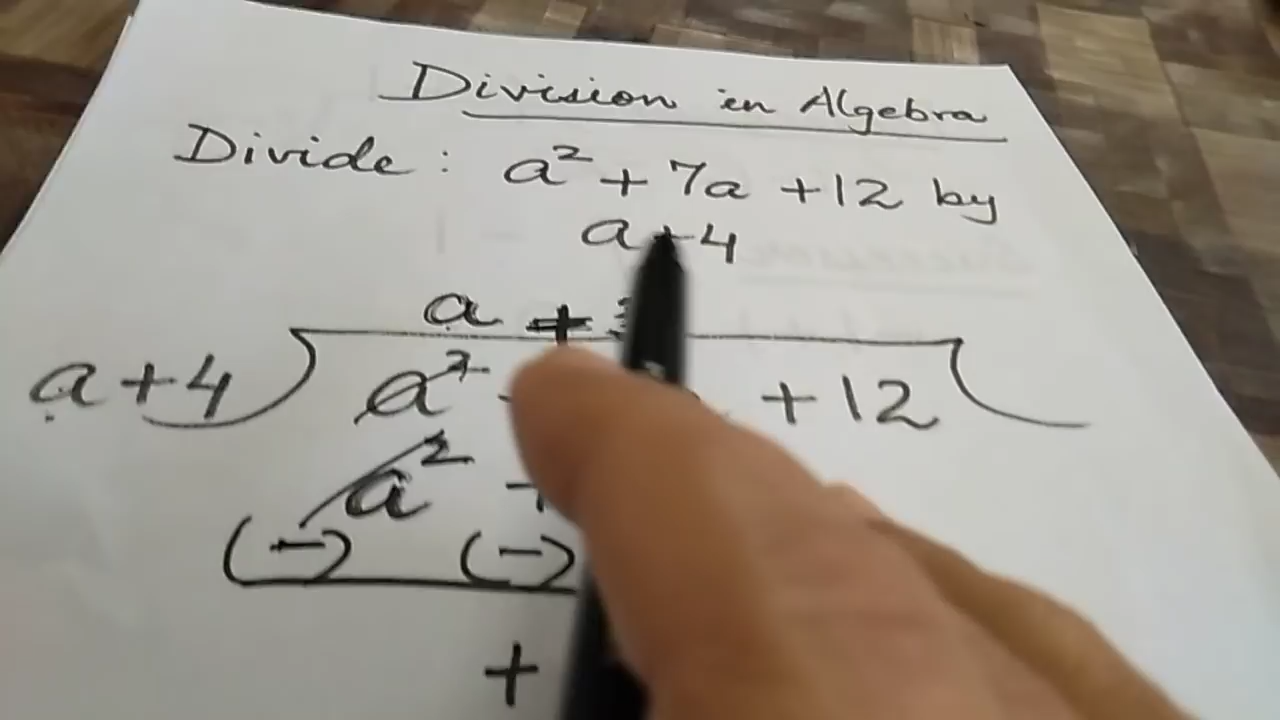 Division in Algebra
Divide : a² + 7a + 12 by
a + 4
a +
a+4 ) a² + 12 (
a² +
(-) (-)
+